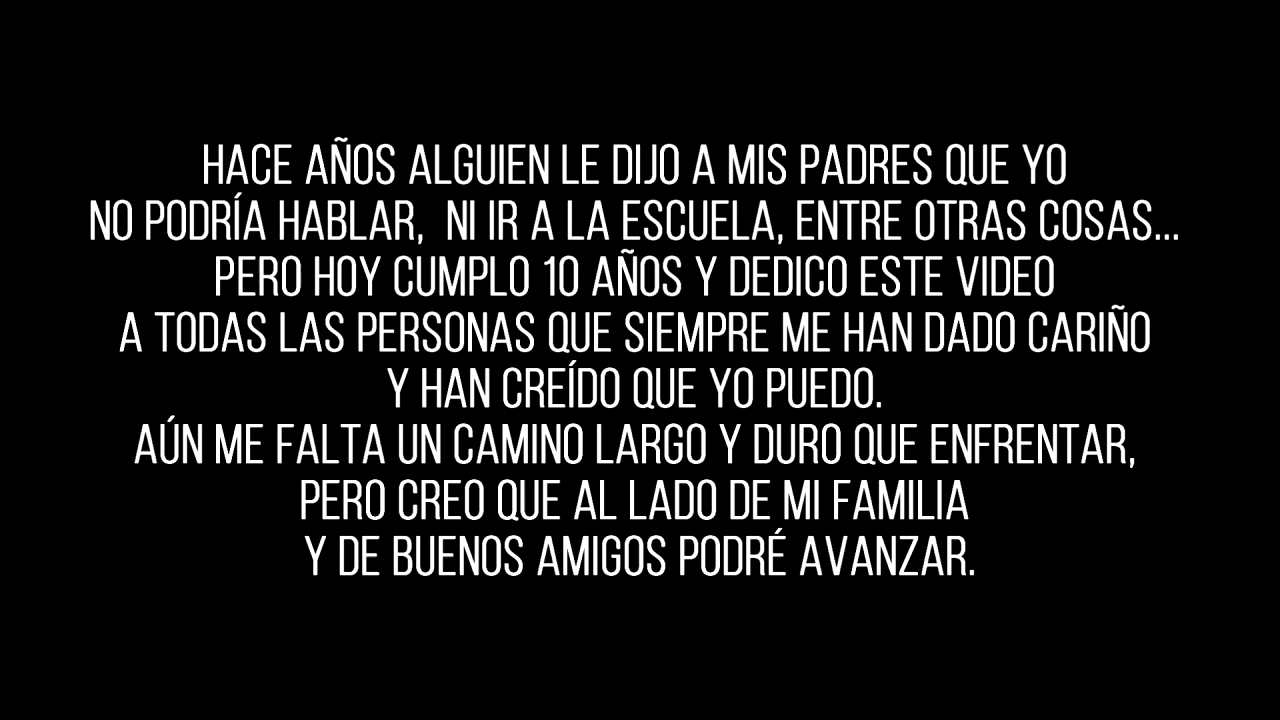 HACE AÑOS ALGUIEN LE DIJO A MIS PADRES QUE YO
NO PODRÍA HABLAR,  NI IR A LA ESCUELA, ENTRE OTRAS COSAS...
PERO HOY CUMPLO 10 AÑOS Y DEDICO ESTE VIDEO
A TODAS LAS PERSONAS QUE SIEMPRE ME HAN DADO CARIÑO
Y HAN CREÍDO QUE YO PUEDO.
AÚN ME FALTA UN CAMINO LARGO Y DURO QUE ENFRENTAR,
PERO CREO QUE AL LADO DE MI FAMILIA
Y DE BUENOS AMIGOS PODRÉ AVANZAR.